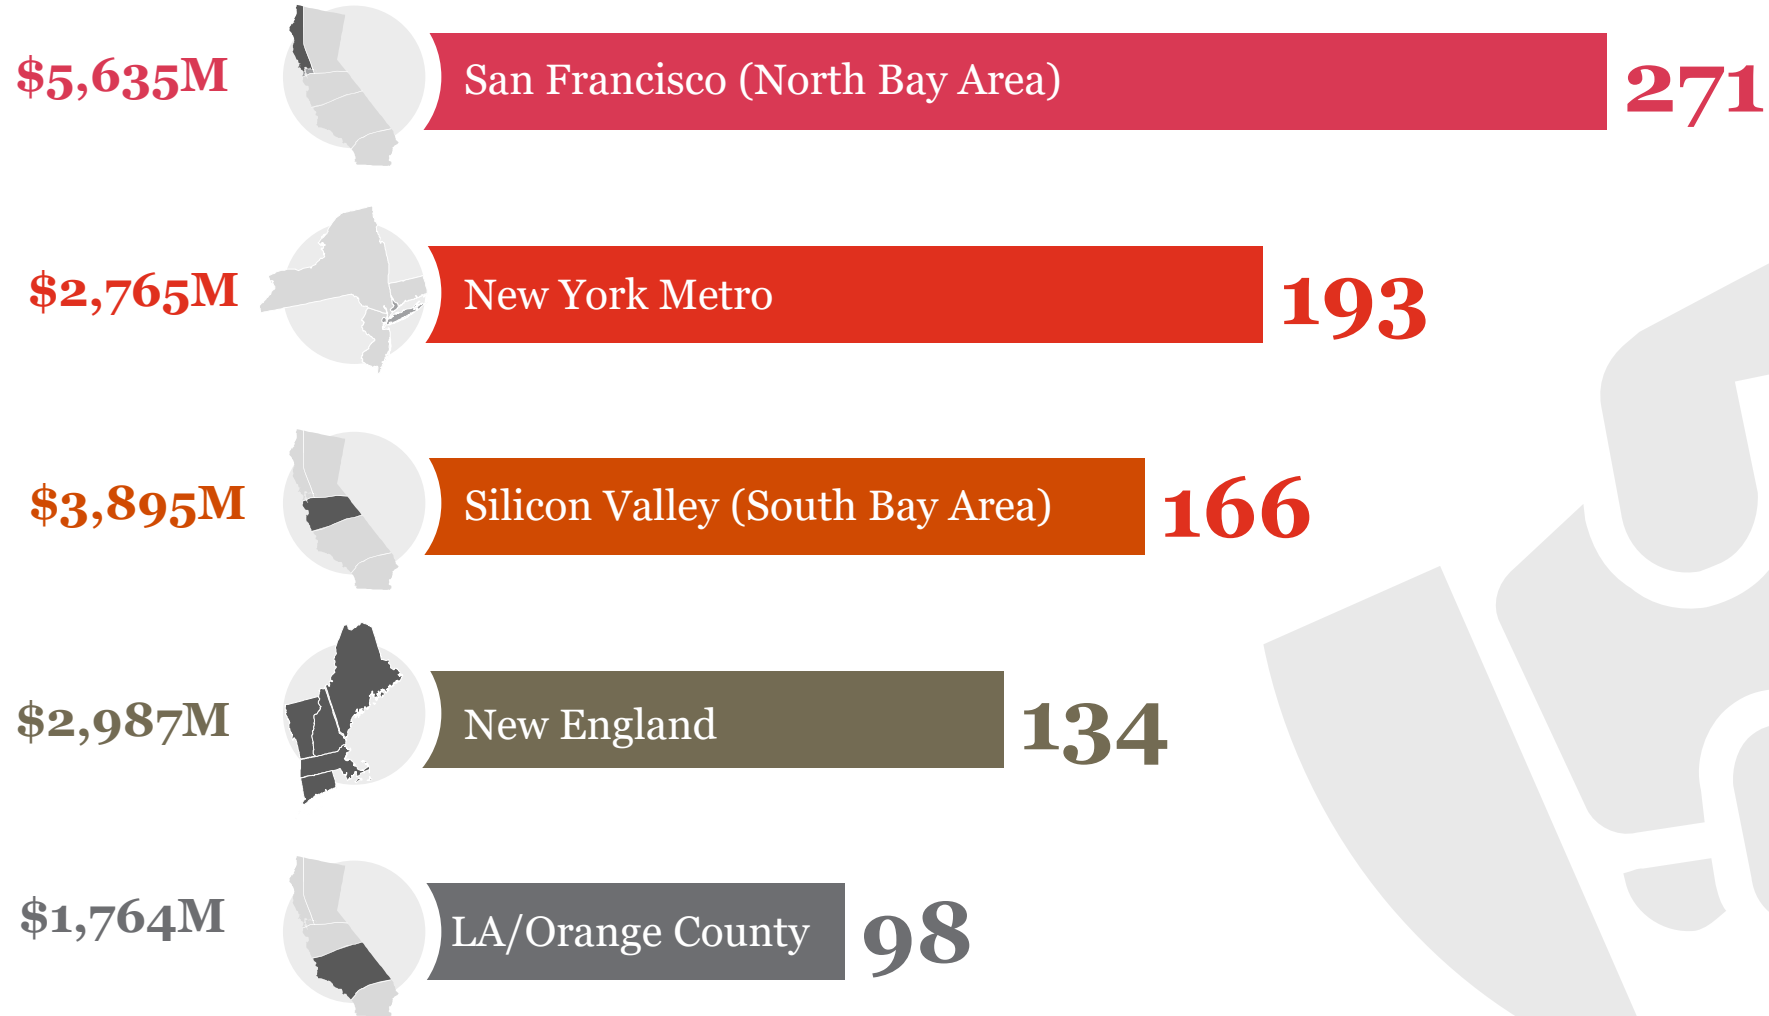 $5,635M
San Francisco (North Bay Area)
271
$2,765M
New York Metro
193
$3,895M
Silicon Valley (South Bay Area)
166
$2,987M
New England
134
$1,764M
LA/Orange County
98